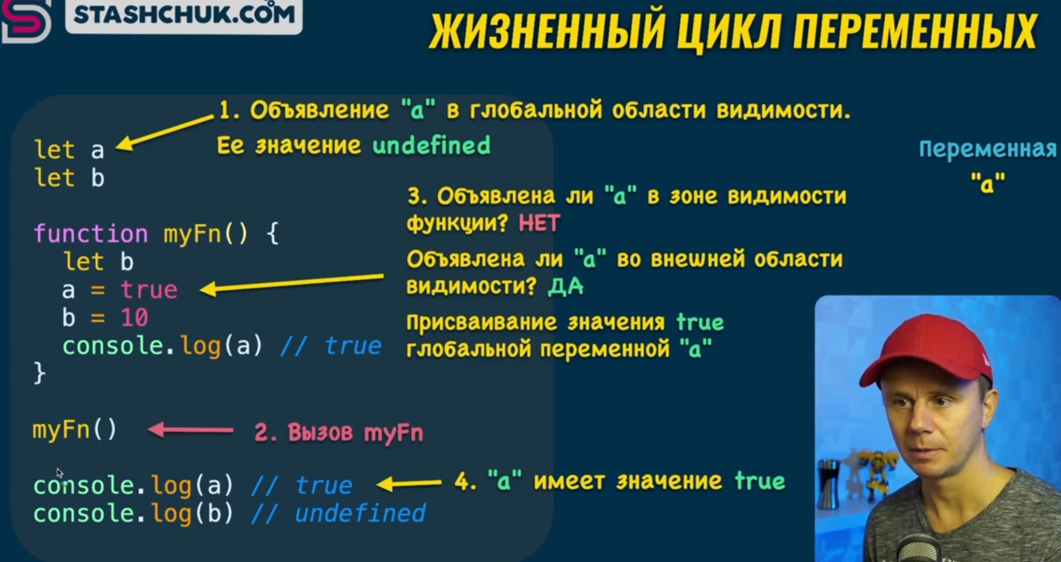 STASHCHUK.COM
ЖИЗНЕННЫЙ ЦИКЛ ПЕРЕМЕННЫХ
1. Объявление "a" в глобальной области видимости.
Ее значение undefined
let a
let b
Переменная
"a"
function myFn() {
let b
a = true
b = 10
console.log(a) // true
}
3. Объявлена ли "a" в зоне видимости
функции? НЕТ
Объявлена ли "a" во внешней области
видимости? ДА
Присваивание значения true
глобальной переменной "a"
myFn()
2. Вызов myFn
console.log(a) // true
console.log(b) // undefined
4. "a" имеет значение true